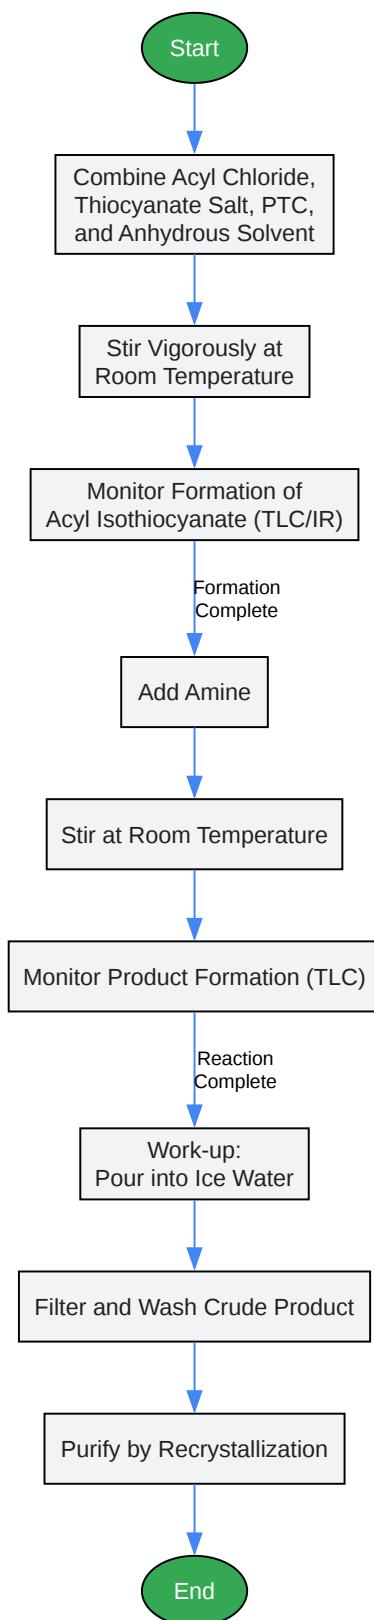 Start
Combine Acyl Chloride,
Thiocyanate Salt, PTC,
and Anhydrous Solvent
Stir Vigorously at
Room Temperature
Monitor Formation of
Acyl Isothiocyanate (TLC/IR)
Formation
Complete
Add Amine
Stir at Room Temperature
Monitor Product Formation (TLC)
Reaction
Complete
Work-up:
Pour into Ice Water
Filter and Wash Crude Product
Purify by Recrystallization
End